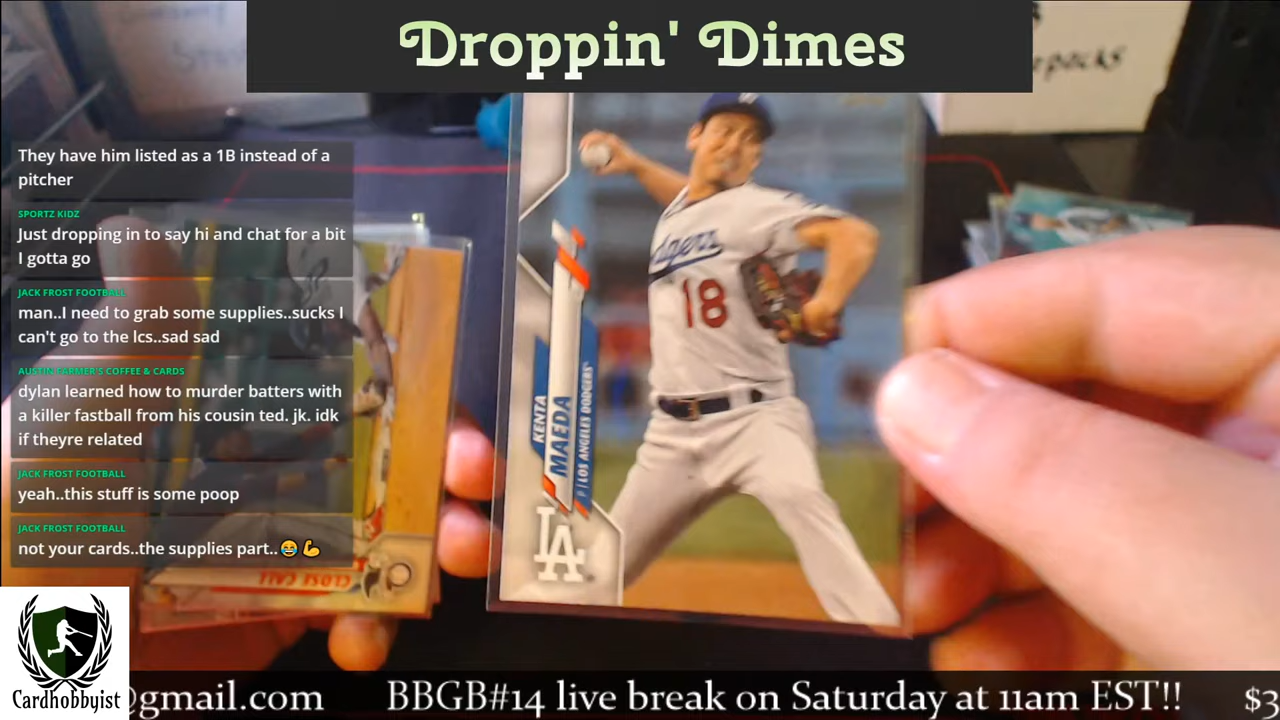 Droppin' Dimes
packs
They have him listed as a 1B instead of a
pitcher
SPORTZ KIDZ
Just dropping in to say hi and chat for a bit
I gotta go
JACK FROST FOOTBALL
man..I need to grab some supplies..sucks I
can't go to the lcs..sad sad
AUSTIN FARMER'S COFFEE & CARDS
dylan learned how to murder batters with
a killer fastball from his cousin ted. jk. idk
if theyre related
JACK FROST FOOTBALL
yeah..this stuff is some poop
JACK FROST FOOTBALL
not your cards..the supplies part..😂💪
CLOSE CALL
Dodgers
18
KENTA
MAEDA
P | LOS ANGELES DODGERS
LA
Cardhobbyist
@gmail.com BBGB#14 live break on Saturday at 11am EST!! $3